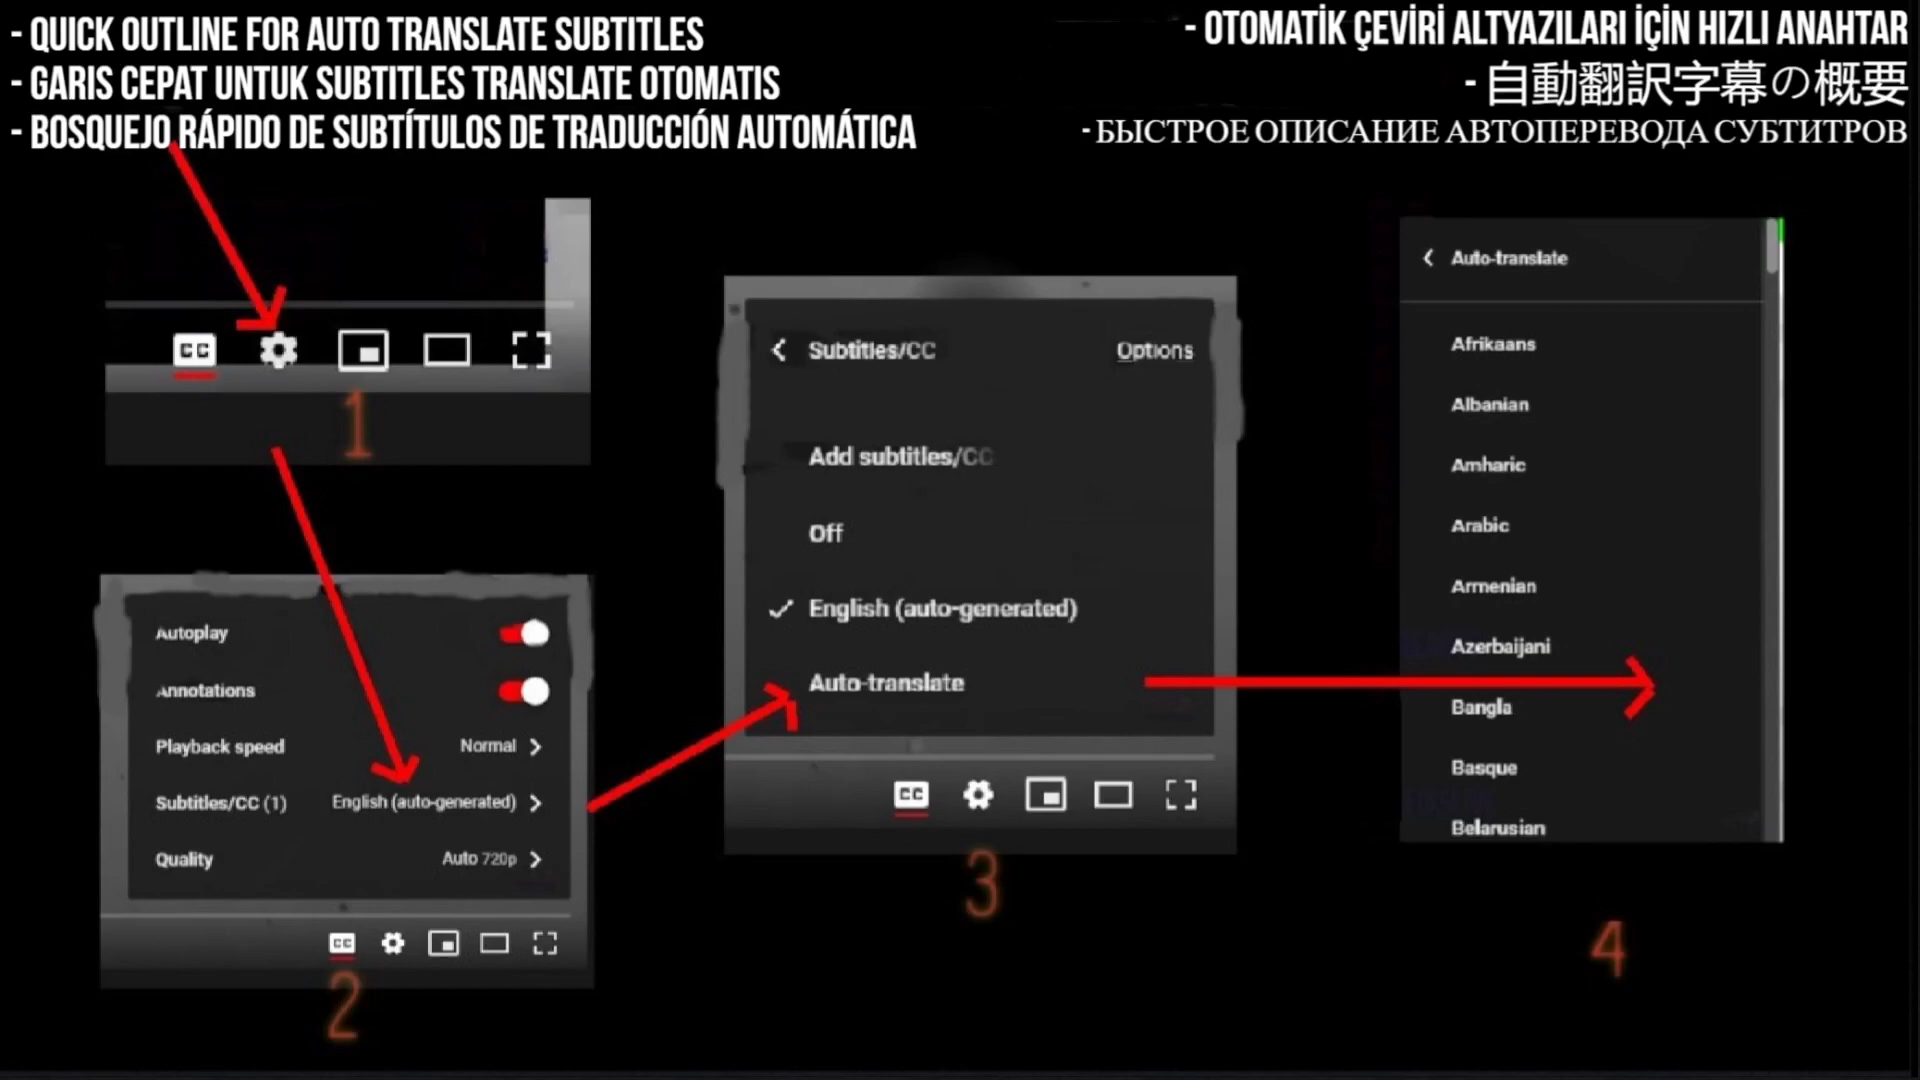 - QUICK OUTLINE FOR AUTO TRANSLATE SUBTITLES
- GARIS CEPAT UNTUK SUBTITLES TRANSLATE OTOMATIS
- BOSQUEJO RÁPIDO DE SUBTÍTULOS DE TRADUCCIÓN AUTOMÁTICA
- OTOMATİK ÇEVİRİ ALTYAZILARI İÇİN HIZLI ANAHTAR
- 自動翻訳字幕の概要
- БЫСТРОЕ ОПИСАНИЕ АВТОПЕРЕВОДА СУБТИТРОВ
CC
1
Autoplay
Annotations
Playback speed Normal
Subtitles/CC (1) English (auto-generated)
Quality Auto 720p
CC
2
Subtitles/CC Options
Add subtitles/CC
Off
English (auto-generated)
Auto-translate
CC
3
Auto-translate
Afrikaans
Albanian
Amharic
Arabic
Armenian
Azerbaijani
Bangla
Basque
Belarusian
4